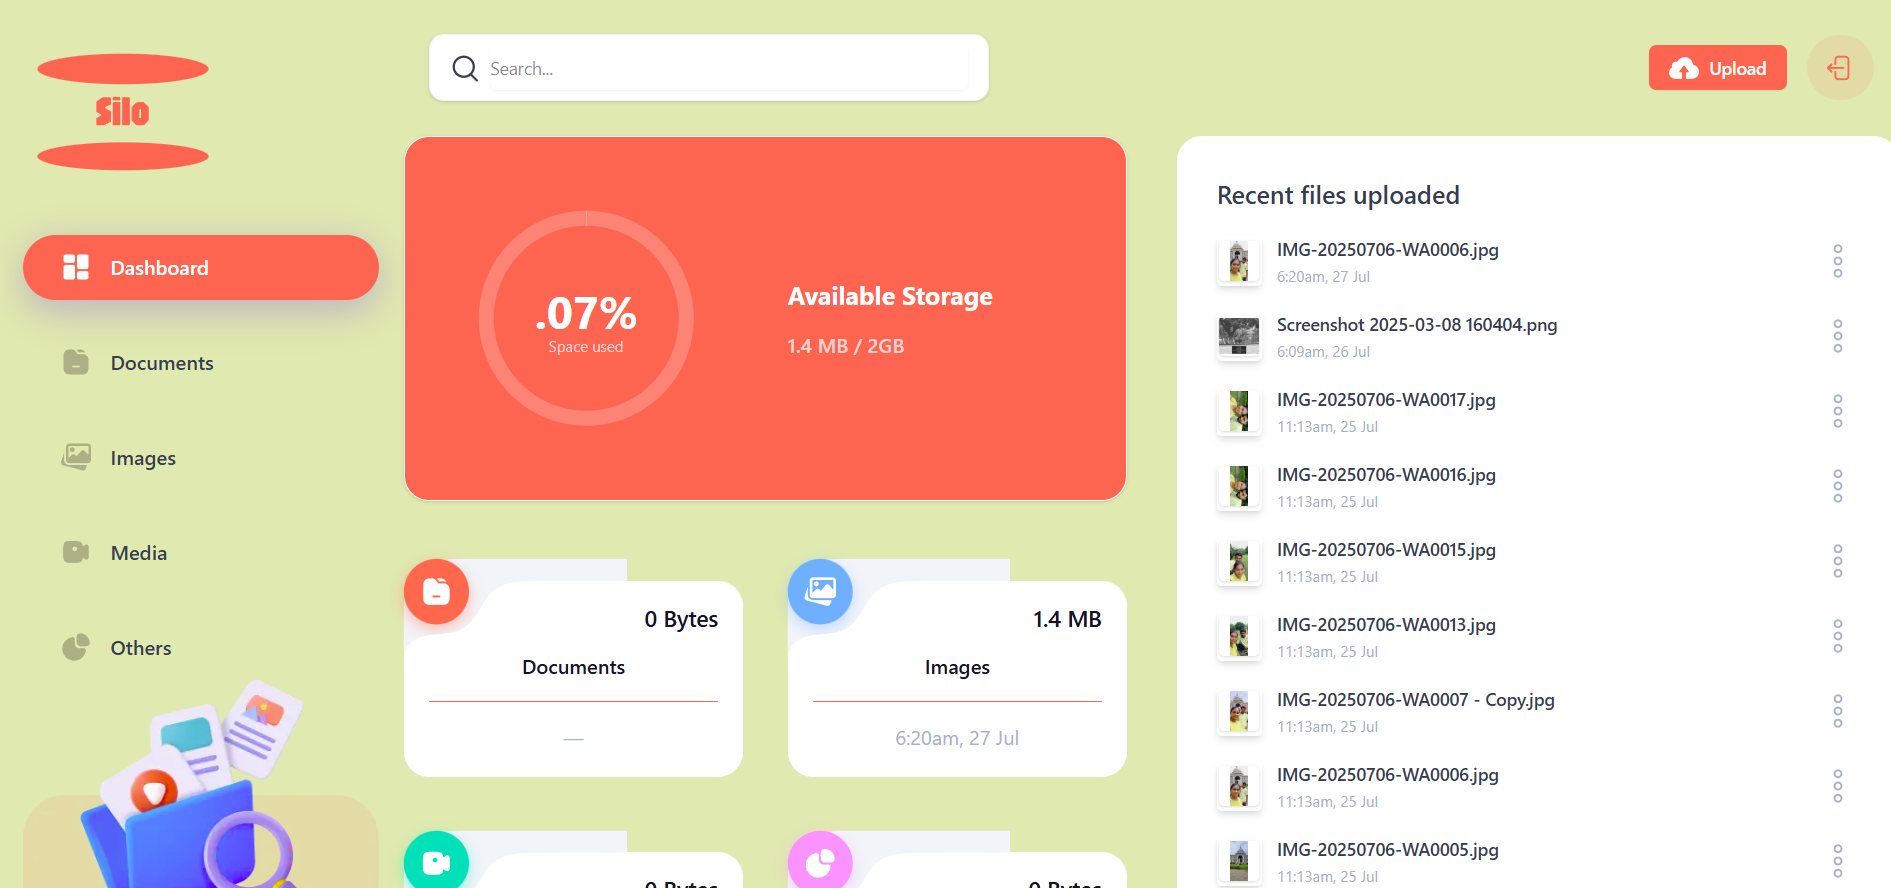 Silo
Search...
Upload
Dashboard
Documents
Images
Media
Others
.07%
Space used
Available Storage
1.4 MB / 2GB
0 Bytes
Documents
—
1.4 MB
Images
6:20am, 27 Jul
0 Bytes
0 Bytes
Recent files uploaded
IMG-20250706-WA0006.jpg
6:20am, 27 Jul
Screenshot 2025-03-08 160404.png
6:09am, 26 Jul
IMG-20250706-WA0017.jpg
11:13am, 25 Jul
IMG-20250706-WA0016.jpg
11:13am, 25 Jul
IMG-20250706-WA0015.jpg
11:13am, 25 Jul
IMG-20250706-WA0013.jpg
11:13am, 25 Jul
IMG-20250706-WA0007 - Copy.jpg
11:13am, 25 Jul
IMG-20250706-WA0006.jpg
11:13am, 25 Jul
IMG-20250706-WA0005.jpg
11:13am, 25 Jul